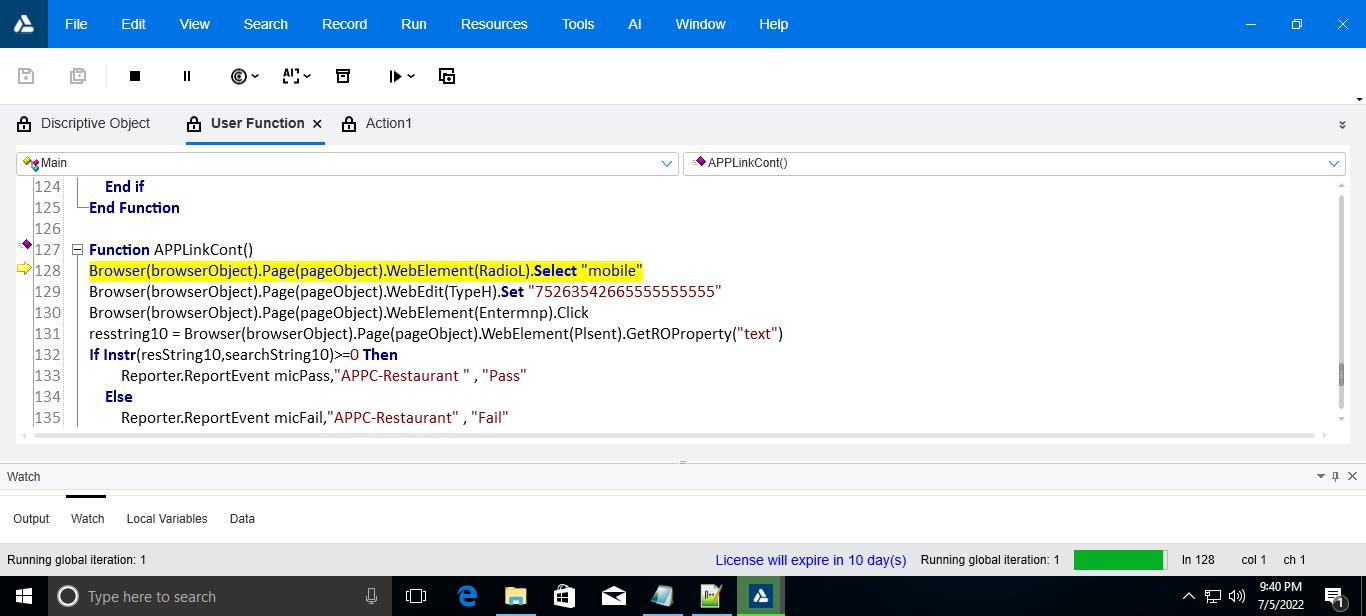 File Edit View Search Record Run Resources Tools AI Window Help
Discriptive Object User Function Action1
Main APPLinkCont()
124 End if
125 End Function
126
127 Function APPLinkCont()
128 Browser(browserObject).Page(pageObject).WebElement(RadioL).Select "mobile"
129 Browser(browserObject).Page(pageObject).WebEdit(TypeH).Set "75263542665555555555"
130 Browser(browserObject).Page(pageObject).WebElement(Entermnp).Click
131 resstring10 = Browser(browserObject).Page(pageObject).WebElement(Plsent).GetROProperty("text")
132 If Instr(resString10,searchString10)>=0 Then
133 Reporter.ReportEvent micPass,"APPC-Restaurant " , "Pass"
134 Else
135 Reporter.ReportEvent micFail,"APPC-Restaurant" , "Fail"
Watch
Output Watch Local Variables Data
Running global iteration: 1 License will expire in 10 day(s) Running global iteration: 1 ln 128 col 1 ch 1
Type here to search
9:40 PM
7/5/2022
1